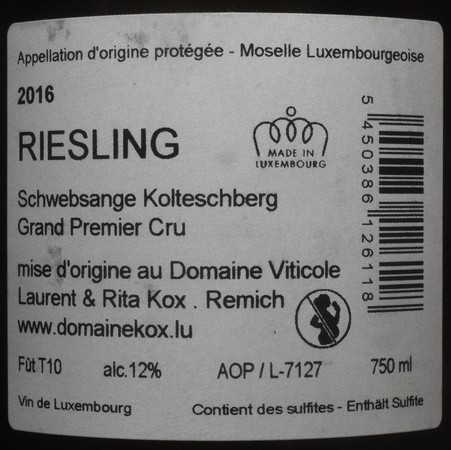 Appellation d'origine protégée - Moselle Luxembourgeoise
2016
RIESLING
MADE IN
LUXEMBOURG
Schwebsange Kolteschberg
Grand Premier Cru
mise d'origine au Domaine Viticole
Laurent & Rita Kox . Remich
www.domainekox.lu
Fût T10 alc.12% AOP / L-7127 750 ml
Vin de Luxembourg Contient des sulfites - Enthält Sulfite
5 450386 126118